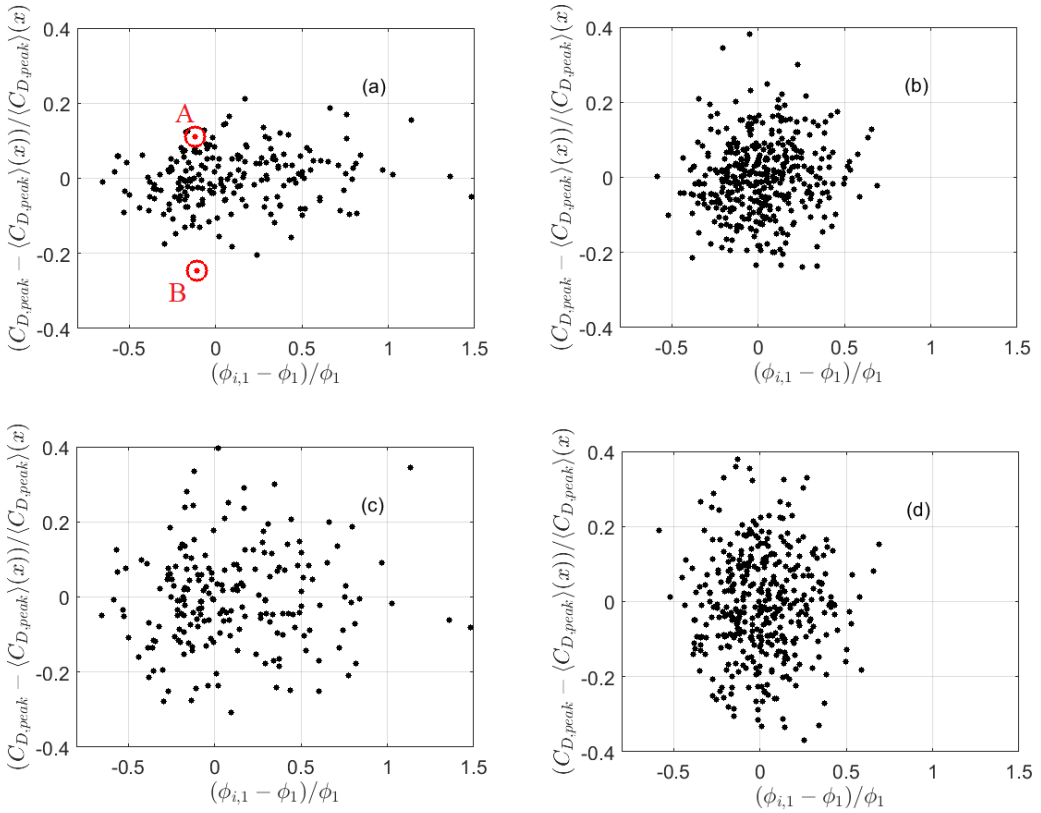 ((C_{D,peak} − ⟨C_{D,peak}⟩(x))/⟨C_{D,peak}⟩(x)
0.4
0.2
0
-0.2
-0.4
(a)
A
B
-0.5 0 0.5 1 1.5
(ϕ_{i,1} − ϕ_1)/ϕ_1
((C_{D,peak} − ⟨C_{D,peak}⟩(x))/⟨C_{D,peak}⟩(x)
0.4
0.2
0
-0.2
-0.4
(b)
-0.5 0 0.5 1 1.5
(ϕ_{i,1} − ϕ_1)/ϕ_1
((C_{D,peak} − ⟨C_{D,peak}⟩(x))/⟨C_{D,peak}⟩(x)
0.4
0.2
0
-0.2
-0.4
(c)
-0.5 0 0.5 1 1.5
(ϕ_{i,1} − ϕ_1)/ϕ_1
((C_{D,peak} − ⟨C_{D,peak}⟩(x))/⟨C_{D,peak}⟩(x)
0.4
0.2
0
-0.2
-0.4
(d)
-0.5 0 0.5 1 1.5
(ϕ_{i,1} − ϕ_1)/ϕ_1